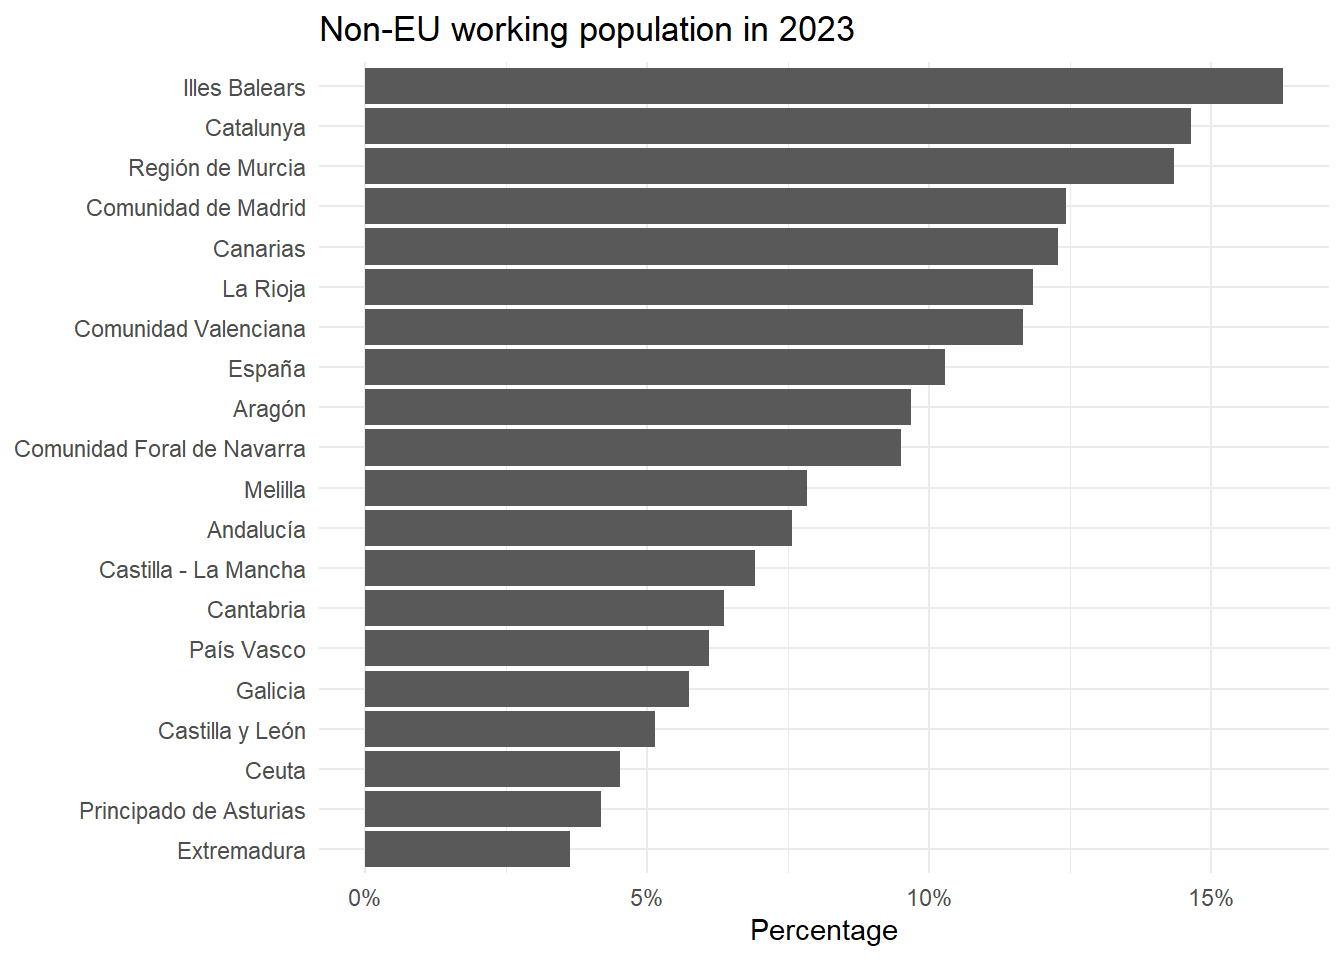 Non-EU working population in 2023
Illes Balears
Catalunya
Región de Murcia
Comunidad de Madrid
Canarias
La Rioja
Comunidad Valenciana
España
Aragón
Comunidad Foral de Navarra
Melilla
Andalucía
Castilla - La Mancha
Cantabria
País Vasco
Galicia
Castilla y León
Ceuta
Principado de Asturias
Extremadura
0% 5% 10% 15%
Percentage